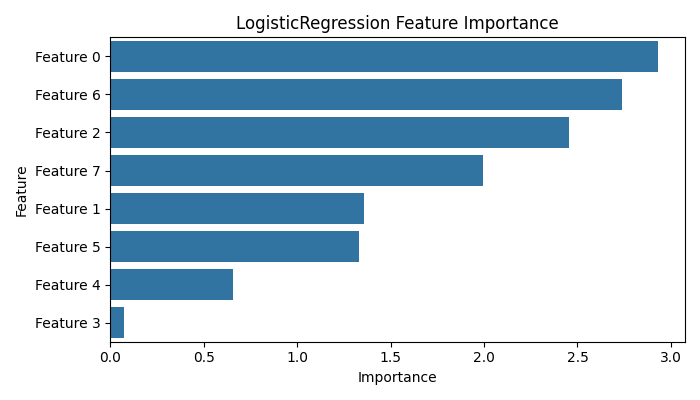 LogisticRegression Feature Importance
Feature 0
Feature 6
Feature 2
Feature 7
Feature 1
Feature 5
Feature 4
Feature 3
Feature
0.0 0.5 1.0 1.5 2.0 2.5 3.0
Importance